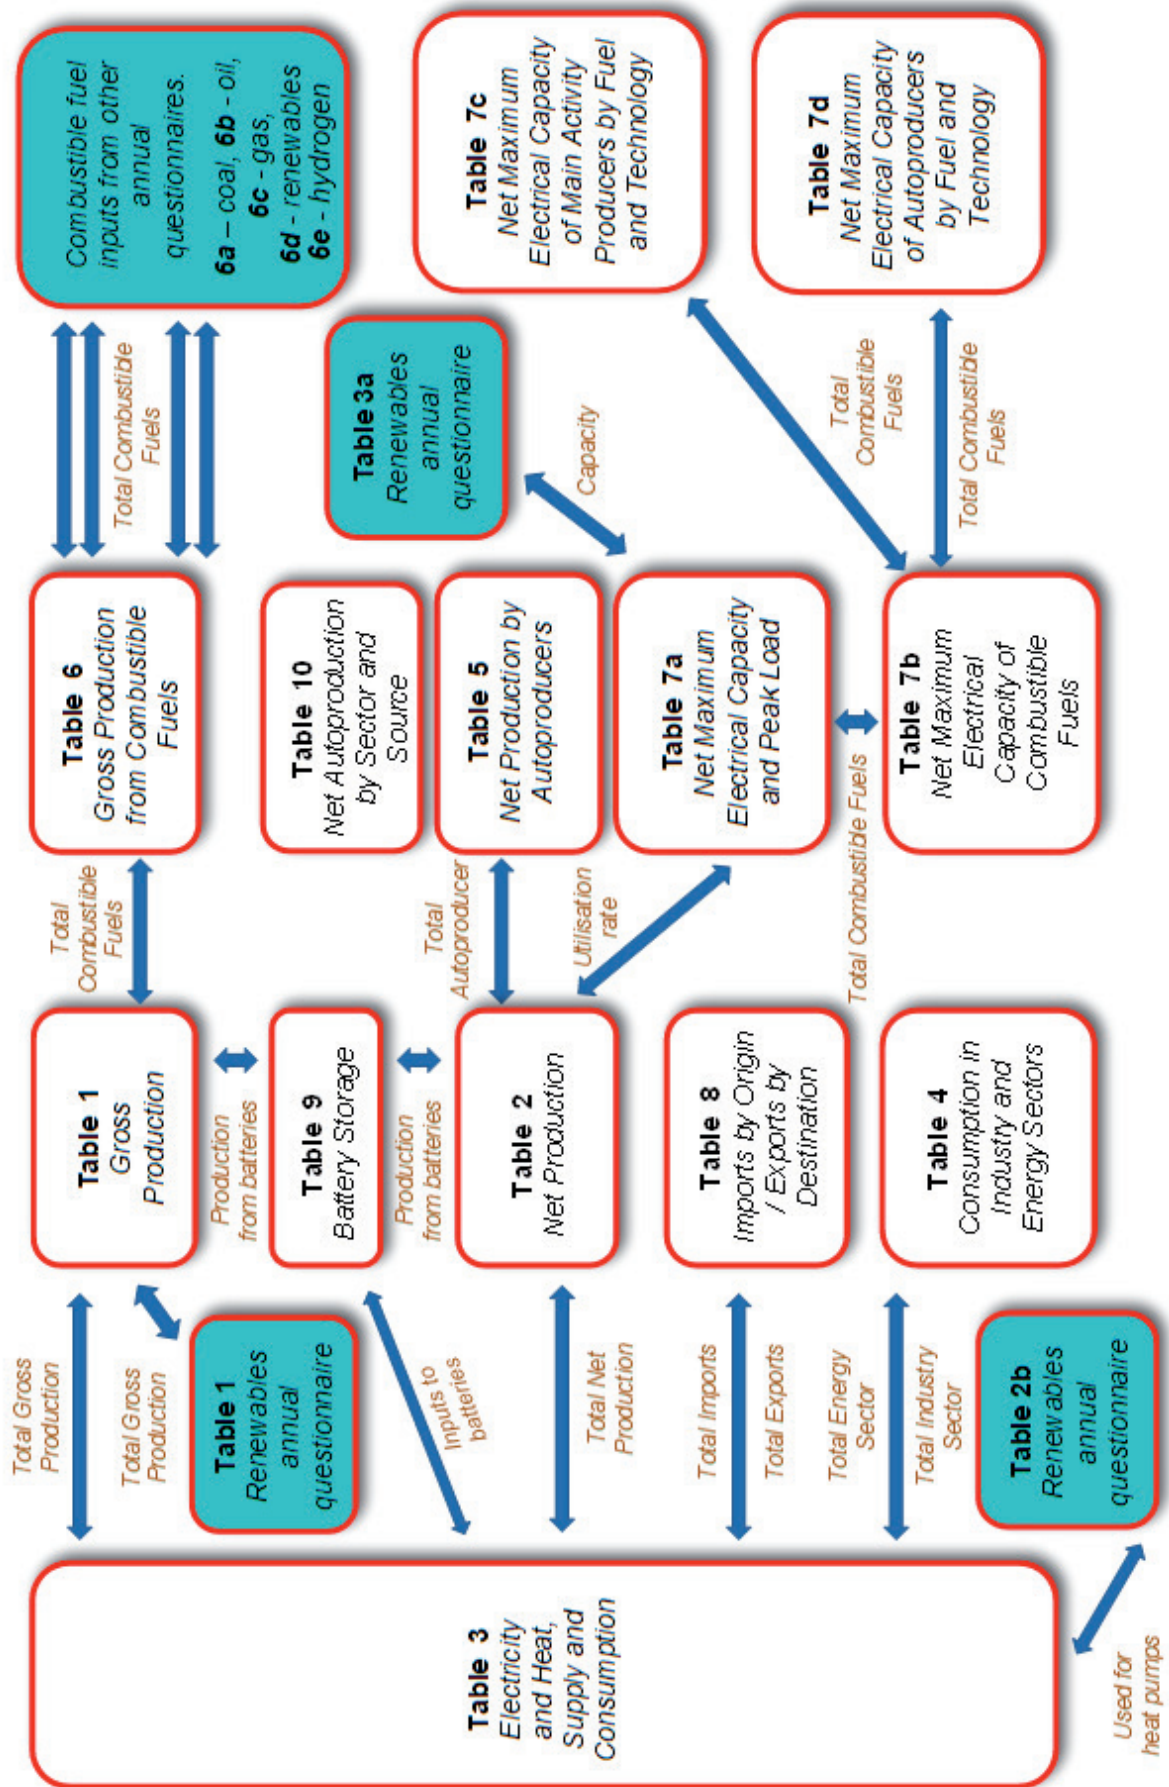 Table 3
Electricity
and Heat,
Supply and
Consumption
Total Gross
Production
Total Gross
Production
Table 1
Renewables
annual
questionnaire
Inputs to
batteries
Total Net
Production
Total Imports
Total Exports
Total Energy
Sector
Total Industry
Sector
Table 2b
Renewables
annual
questionnaire
Used for
heat pumps
Table 1
Gross
Production
Production
from batteries
Table 9
Battery Storage
Production
from batteries
Table 2
Net Production
Table 8
Imports by Origin
/ Exports by
Destination
Table 4
Consumption in
Industry and
Energy Sectors
Total
Combustible
Fuels
Total
Autoproducer
Utilisation
rate
Total Combustible Fuels
Table 6
Gross Production
from Combustible
Fuels
Table 10
Net Autoproduction
by Sector and
Source
Table 5
Net Production by
Autoproducers
Table 7a
Net Maximum
Electrical Capacity
and Peak Load
Table 7b
Net Maximum
Electrical
Capacity of
Combustible
Fuels
Total Combustible
Fuels
Table 3a
Renewables
annual
questionnaire
Capacity
Total
Combustible
Fuels
Total Combustible
Fuels
Combustible fuel
inputs from other
annual
questionnaires.
6a – coal, 6b - oil,
6c - gas,
6d - renewables
6e - hydrogen
Table 7c
Net Maximum
Electrical Capacity
of Main Activity
Producers by Fuel
and Technology
Table 7d
Net Maximum
Electrical Capacity
of Autoproducers
by Fuel and
Technology